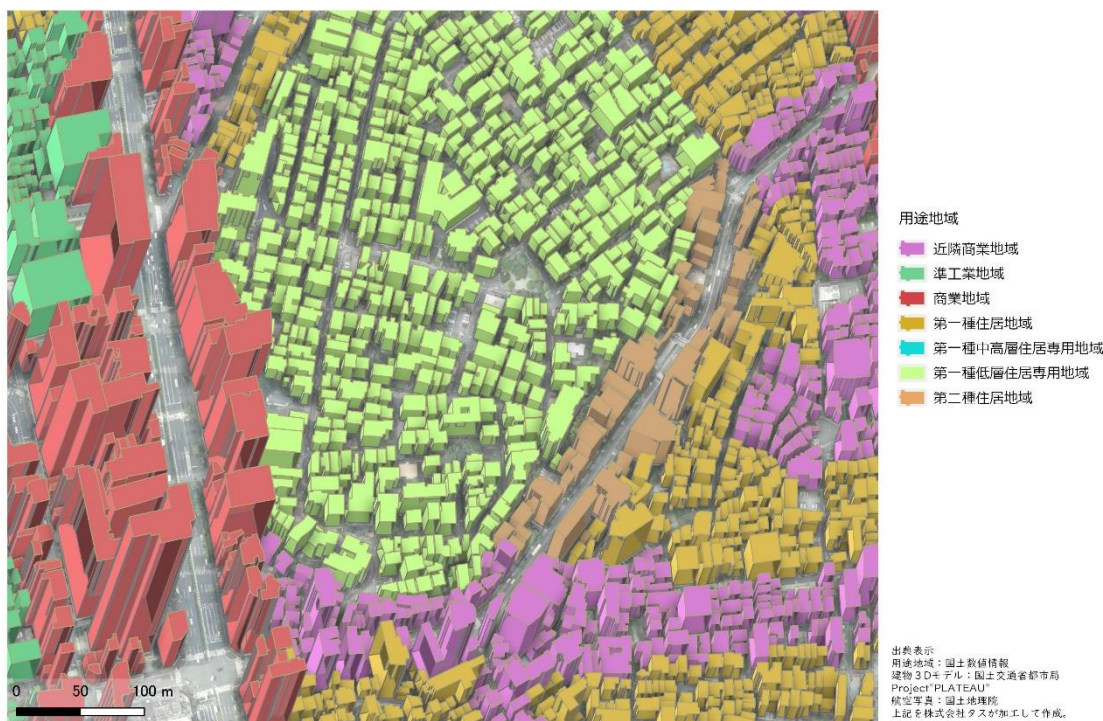 用途地域
近隣商業地域
準工業地域
商業地域
第一種住居地域
第一種中高層住居専用地域
第一種低層住居専用地域
第二種住居地域
0 50 100 m
出典表示
用途地域：国土数値情報
建物３Dモデル：国土交通省都市局
Project"PLATEAU"
航空写真：国土地理院
上記を株式会社タスが加工して作成。